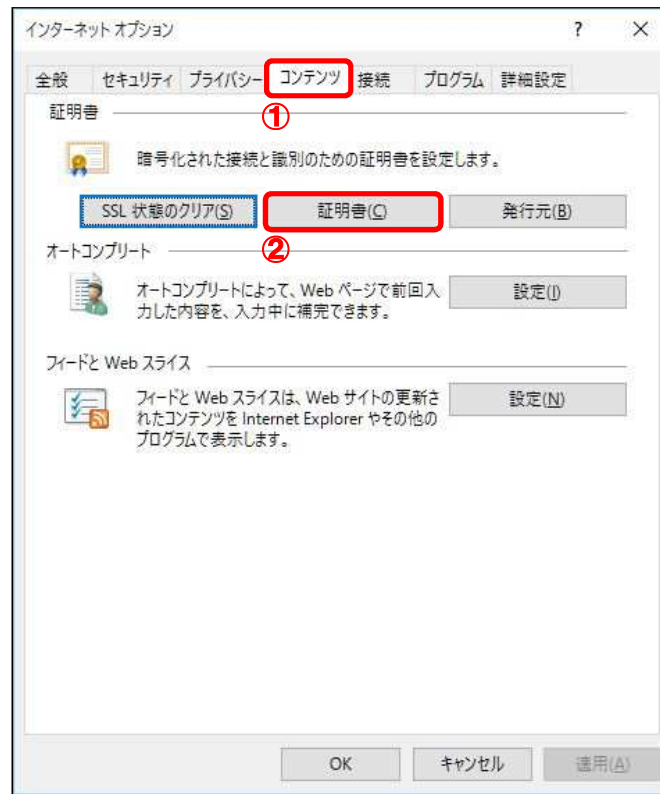 インターネット オプション ? ×
全般 セキュリティ プライバシー コンテンツ 接続 プログラム 詳細設定
①
証明書
暗号化された接続と識別のための証明書を設定します。
SSL 状態のクリア(S) 証明書(C) 発行元(B)
②
オートコンプリート
オートコンプリートによって、Web ページで前回入
力した内容を、入力中に補完できます。
設定(I)
フィードと Web スライス
フィードと Web スライスは、Web サイトの更新さ
れたコンテンツを Internet Explorer やその他の
プログラムで表示します。
設定(N)
OK キャンセル 適用(A)